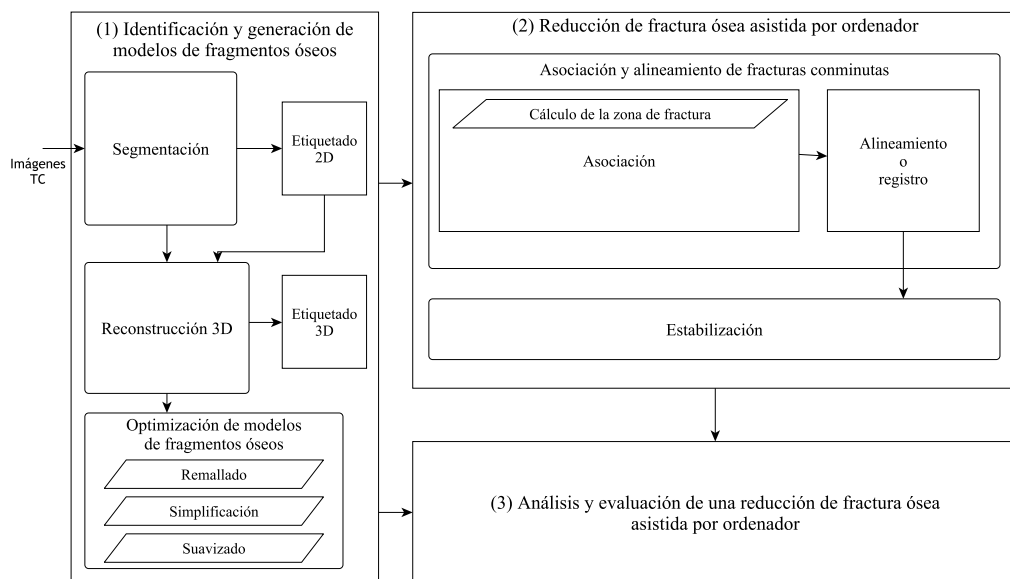 (1) Identificación y generación de
modelos de fragmentos óseos
Imágenes
TC
Segmentación
Etiquetado
2D
Reconstrucción 3D
Etiquetado
3D
Optimización de modelos
de fragmentos óseos
Remallado
Simplificación
Suavizado
(2) Reducción de fractura ósea asistida por ordenador
Asociación y alineamiento de fracturas conminutas
Cálculo de la zona de fractura
Asociación
Alineamiento
o
registro
Estabilización
(3) Análisis y evaluación de una reducción de fractura ósea
asistida por ordenador